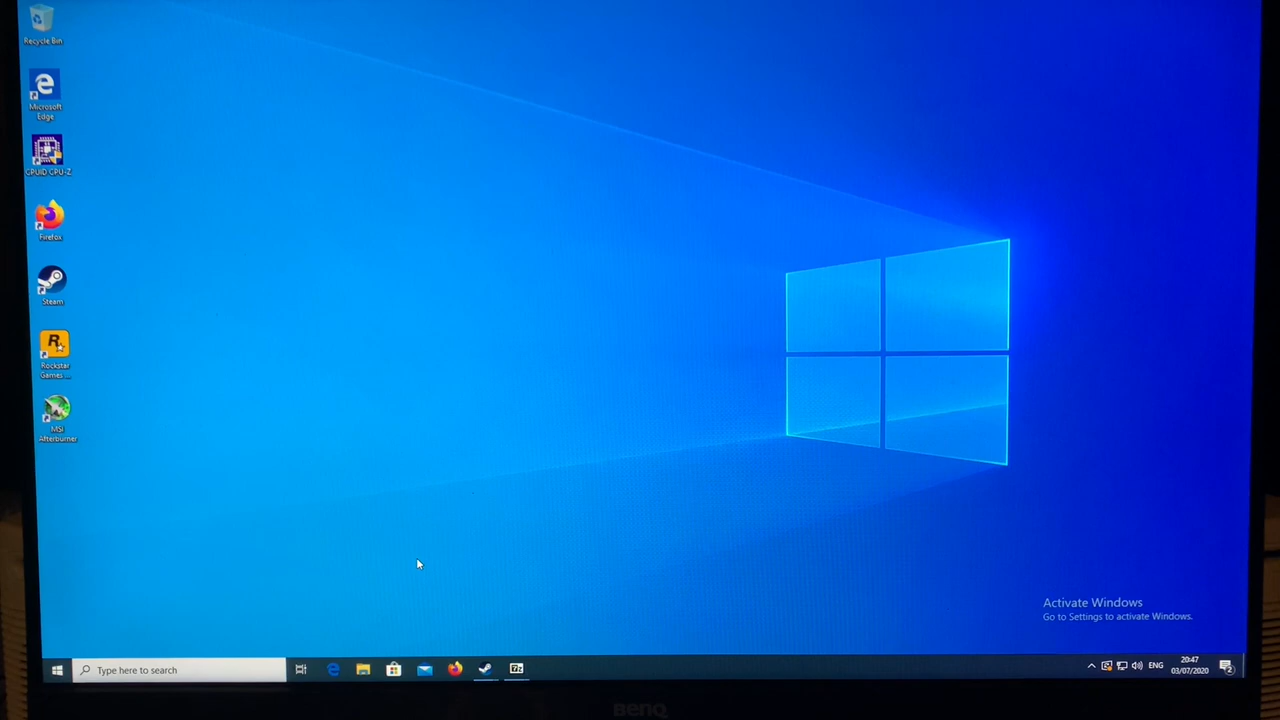 Recycle Bin
Microsoft
Edge
CPUID CPU-Z
Firefox
Steam
R
Rockstar
Games ...
MSI
Afterburner
Activate Windows
Go to Settings to activate Windows.
Type here to search
ENG
20:47
03/07/2020
2
BenQ